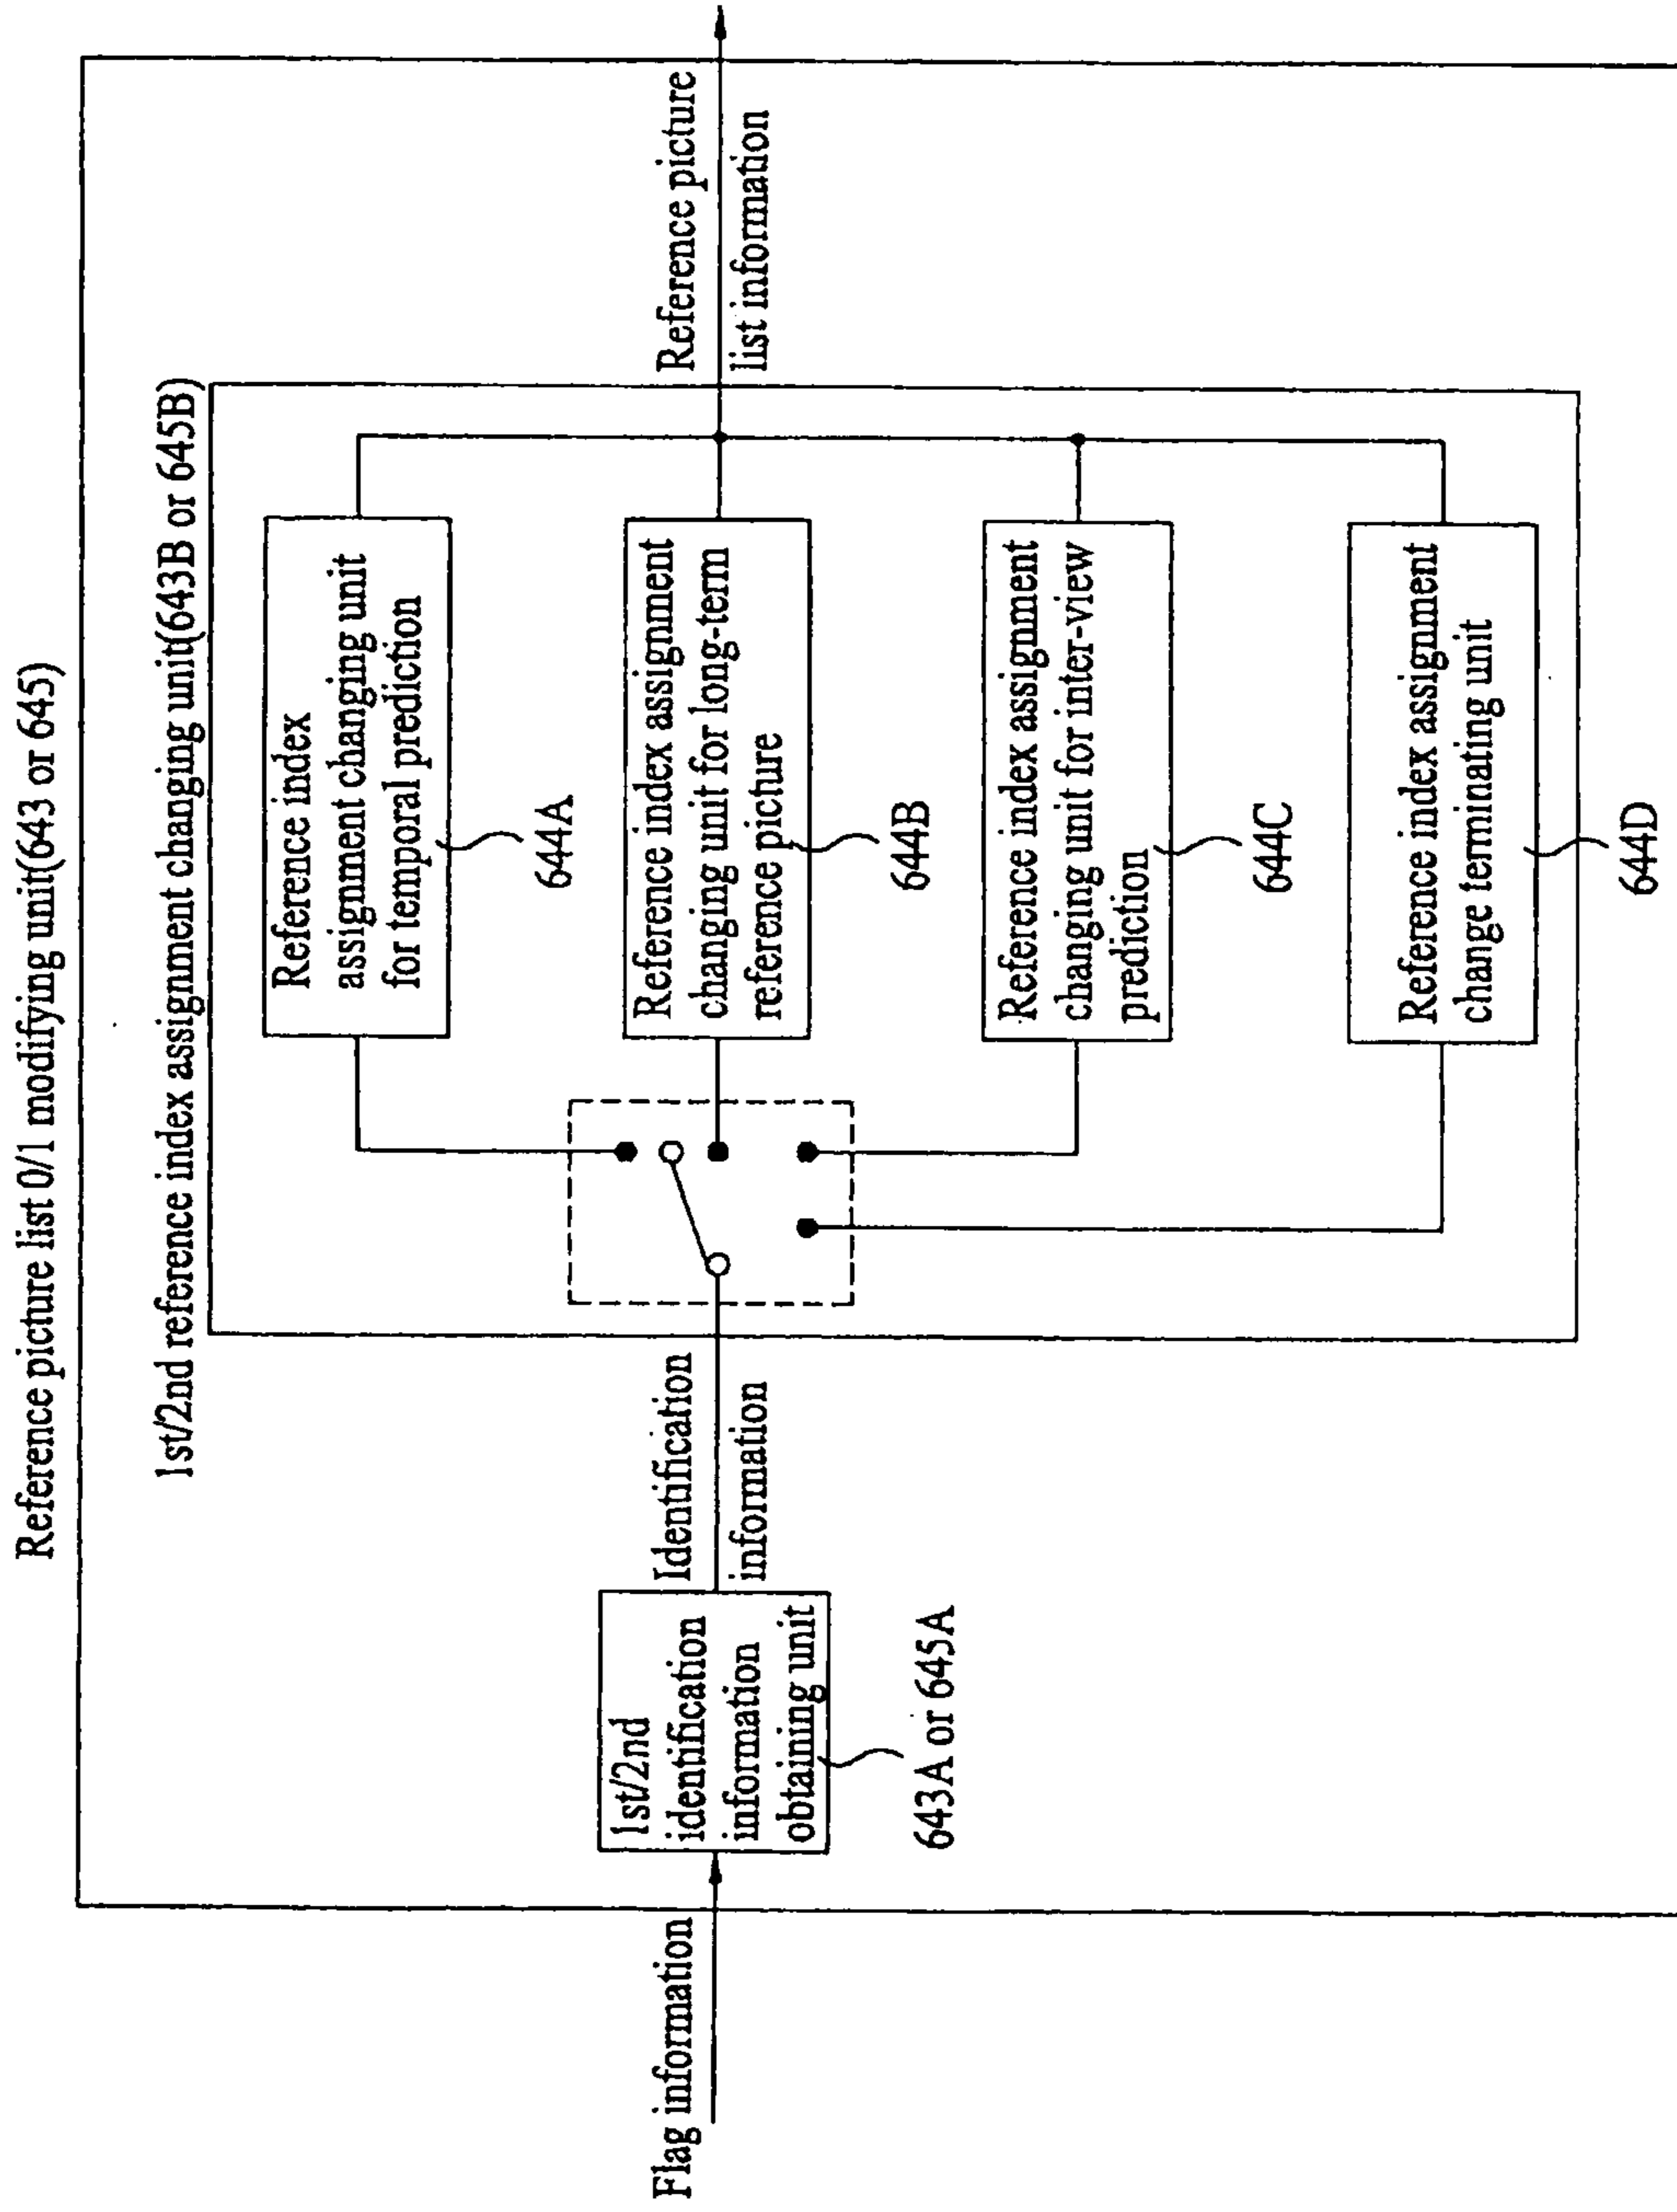 Reference picture list 0/1 modifying unit(643 or 645)
1st/2nd reference index assignment changing unit(643B or 645B)
Flag information
1st/2nd
identification
information
obtaining unit
643A or 645A
Identification
information
Reference index
assignment changing unit
for temporal prediction
644A
Reference index assignment
changing unit for long-term
reference picture
644B
Reference index assignment
changing unit for inter-view
prediction
644C
Reference index assignment
change terminating unit
644D
Reference picture
list information